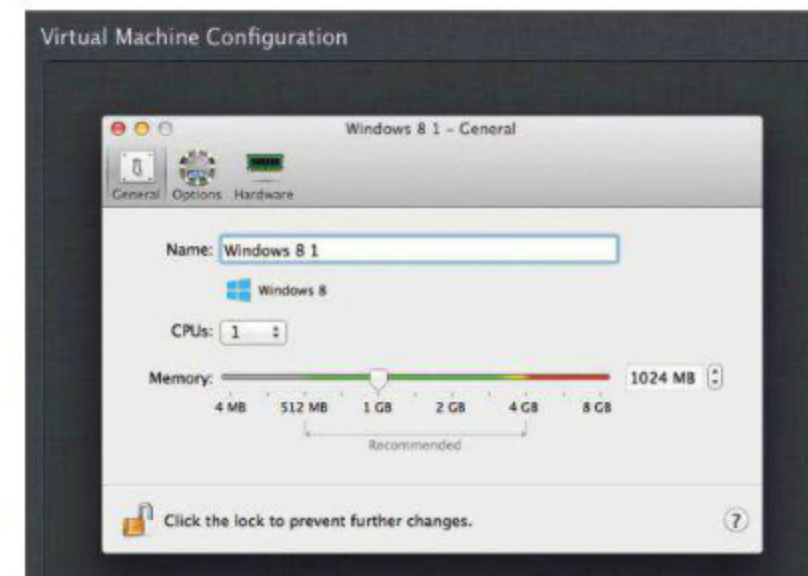 Virtual Machine Configuration
Windows 8 1 – General
General Options Hardware
Name: Windows 8 1
Windows 8
CPUs: 1
Memory: 1024 MB
4 MB 512 MB 1 GB 2 GB 4 GB 8 GB
Recommended
Click the lock to prevent further changes. ?